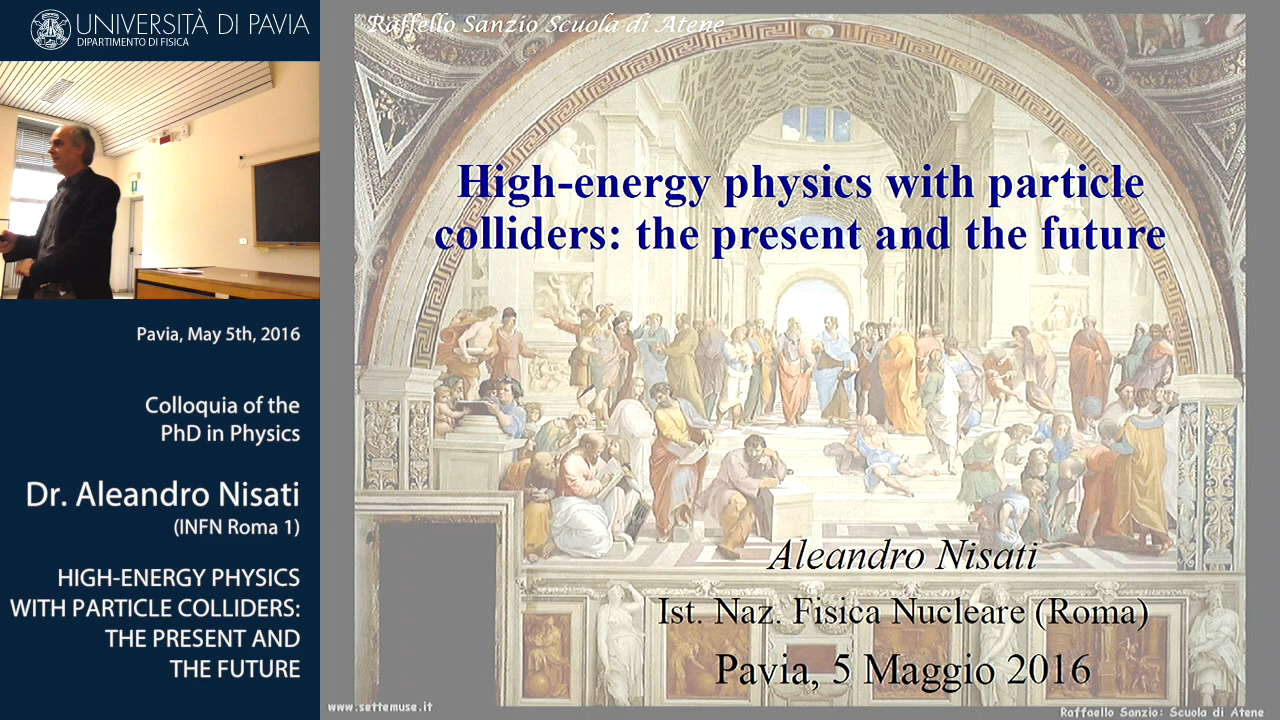 UNIVERSITÀ DI PAVIA
DIPARTIMENTO DI FISICA
Pavia, May 5th, 2016
Colloquia of the
PhD in Physics
Dr. Aleandro Nisati
(INFN Roma 1)
HIGH-ENERGY PHYSICS
WITH PARTICLE COLLIDERS:
THE PRESENT AND
THE FUTURE
Raffello Sanzio Scuola di Atene
High-energy physics with particle
colliders: the present and the future
Aleandro Nisati
Ist. Naz. Fisica Nucleare (Roma)
Pavia, 5 Maggio 2016
www.settemuse.it
Raffaello Sanzio: Scuola di Atene